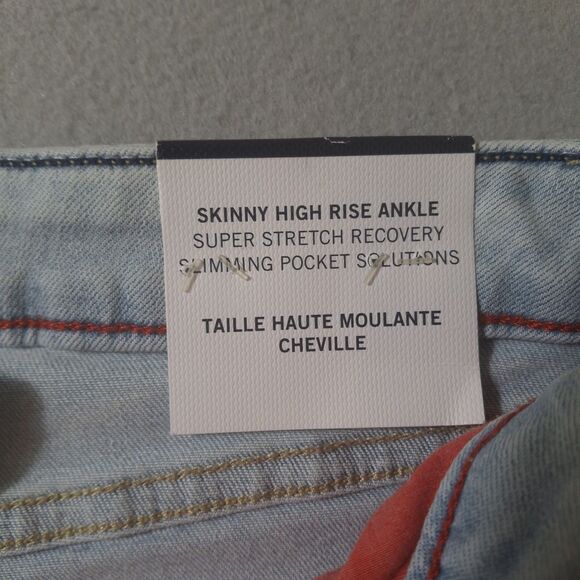 SKINNY HIGH RISE ANKLE
SUPER STRETCH RECOVERY
SLIMMING POCKET SOLUTIONS
TAILLE HAUTE MOULANTE
CHEVILLE